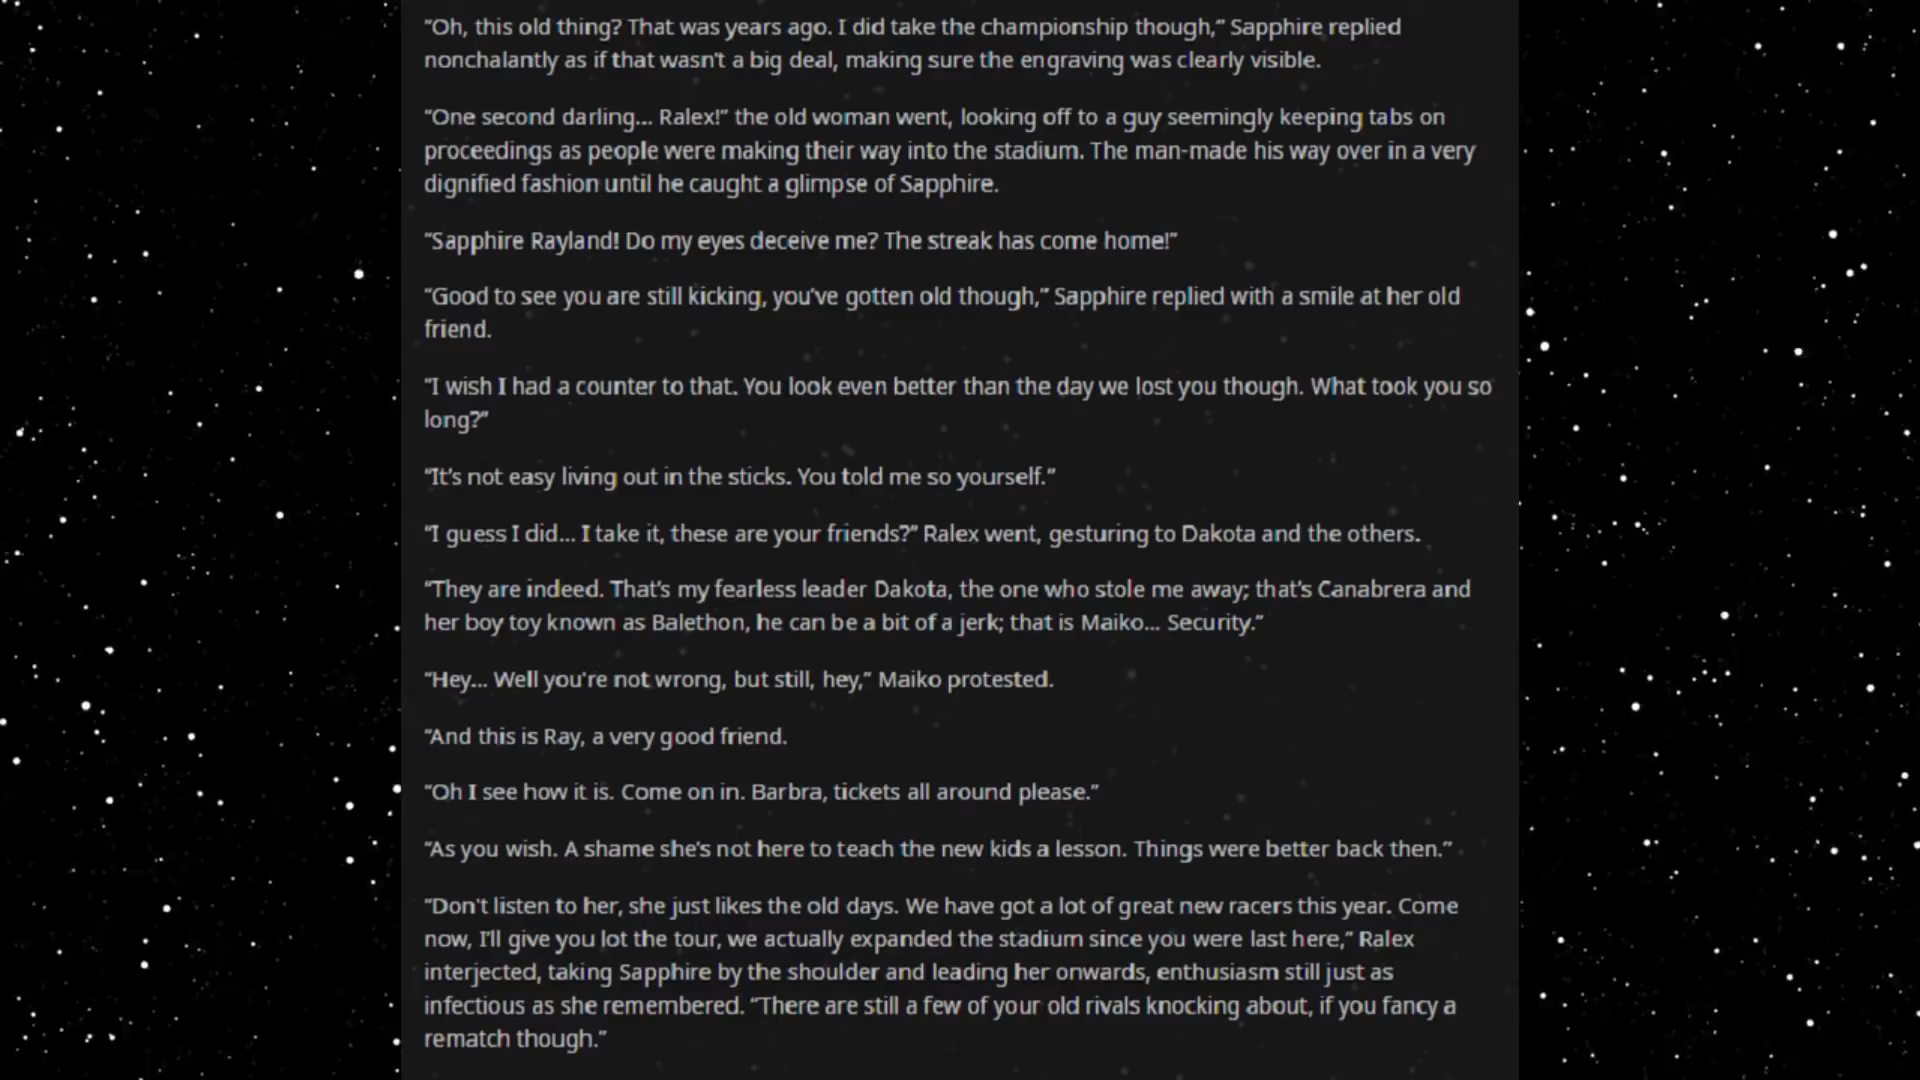 “Oh, this old thing? That was years ago. I did take the championship though,” Sapphire replied
nonchalantly as if that wasn’t a big deal, making sure the engraving was clearly visible.
“One second darling... Ralex!” the old woman went, looking off to a guy seemingly keeping tabs on
proceedings as people were making their way into the stadium. The man-made his way over in a very
dignified fashion until he caught a glimpse of Sapphire.
“Sapphire Rayland! Do my eyes deceive me? The streak has come home!”
“Good to see you are still kicking, you’ve gotten old though,” Sapphire replied with a smile at her old
friend.
“I wish I had a counter to that. You look even better than the day we lost you though. What took you so
long?”
“It’s not easy living out in the sticks. You told me so yourself.”
“I guess I did... I take it, these are your friends?” Ralex went, gesturing to Dakota and the others.
“They are indeed. That’s my fearless leader Dakota, the one who stole me away; that’s Canabrera and
her boy toy known as Balethon, he can be a bit of a jerk; that is Maiko... Security.”
“Hey... Well you're not wrong, but still, hey,” Maiko protested.
“And this is Ray, a very good friend.
“Oh I see how it is. Come on in. Barbra, tickets all around please.”
“As you wish. A shame she’s not here to teach the new kids a lesson. Things were better back then.”
“Don't listen to her, she just likes the old days. We have got a lot of great new racers this year. Come
now, I’ll give you lot the tour, we actually expanded the stadium since you were last here,” Ralex
interjected, taking Sapphire by the shoulder and leading her onwards, enthusiasm still just as
infectious as she remembered. “There are still a few of your old rivals knocking about, if you fancy a
rematch though.”